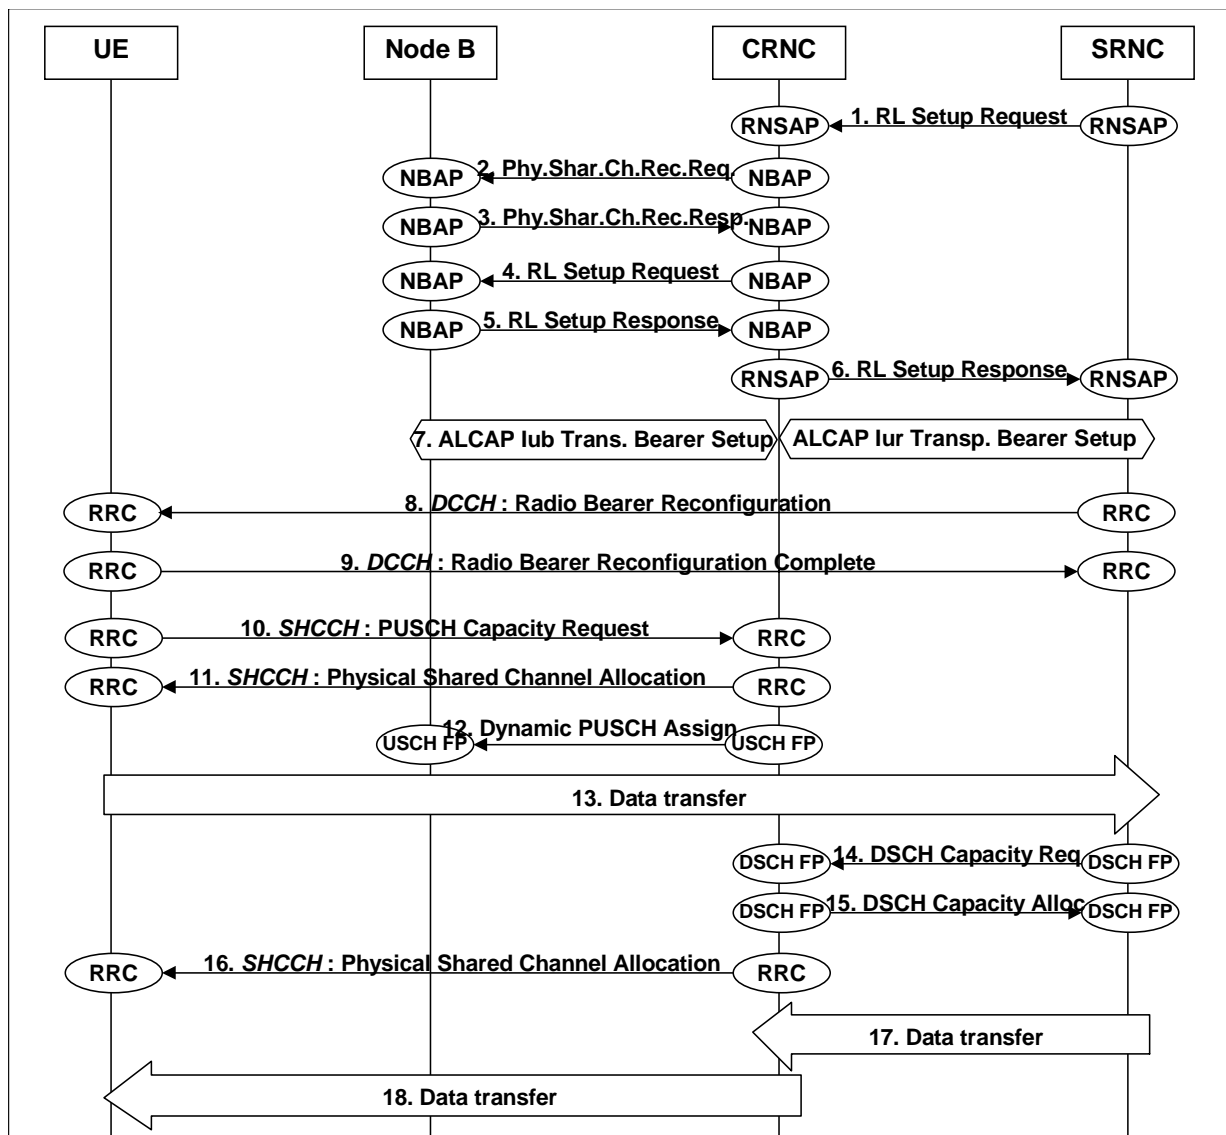 UE Node B CRNC SRNC
RNSAP 1. RL Setup Request RNSAP
NBAP 2. Phy.Shar.Ch.Rec.Req. NBAP
NBAP 3. Phy.Shar.Ch.Rec.Resp. NBAP
NBAP 4. RL Setup Request NBAP
NBAP 5. RL Setup Response NBAP
RNSAP 6. RL Setup Response RNSAP
7. ALCAP Iub Trans. Bearer Setup ALCAP Iur Transp. Bearer Setup
RRC 8. DCCH : Radio Bearer Reconfiguration RRC
RRC 9. DCCH : Radio Bearer Reconfiguration Complete RRC
RRC 10. SHCCH : PUSCH Capacity Request RRC
RRC 11. SHCCH : Physical Shared Channel Allocation RRC
USCH FP 12. Dynamic PUSCH Assign USCH FP
13. Data transfer
DSCH FP 14. DSCH Capacity Req DSCH FP
DSCH FP 15. DSCH Capacity Alloc DSCH FP
RRC 16. SHCCH : Physical Shared Channel Allocation RRC
17. Data transfer
18. Data transfer